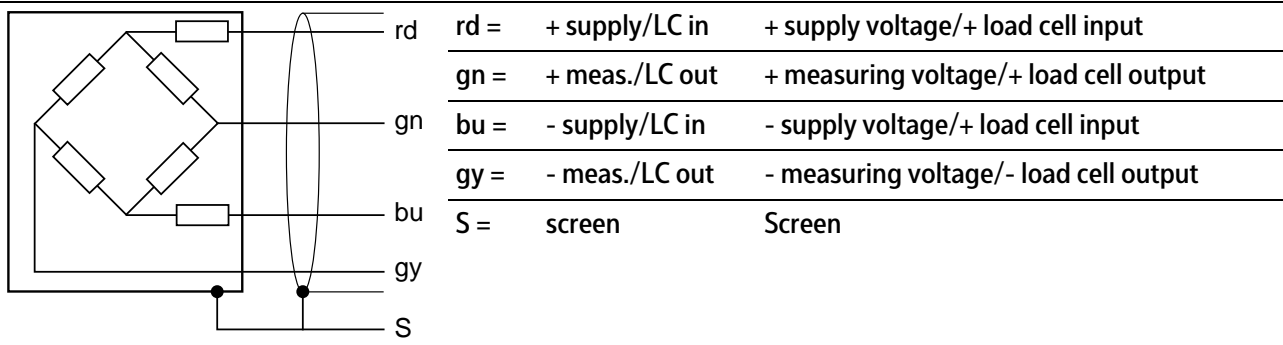 rd
gn
bu
gy
S
rd = + supply/LC in + supply voltage/+ load cell input
gn = + meas./LC out + measuring voltage/+ load cell output
bu = - supply/LC in - supply voltage/+ load cell input
gy = - meas./LC out - measuring voltage/- load cell output
S = screen Screen